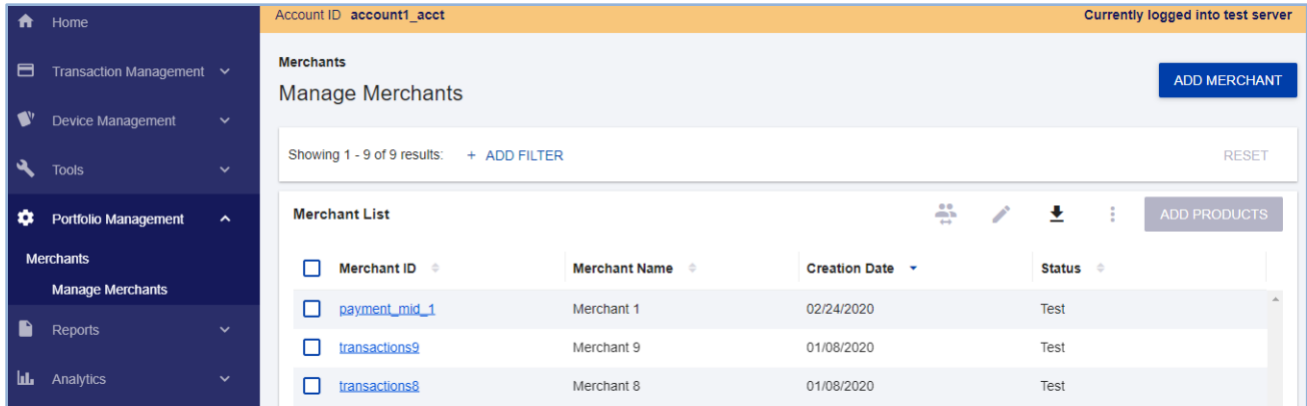 Home
Transaction Management
Device Management
Tools
Portfolio Management
Merchants
Manage Merchants
Reports
Analytics
Account ID account1_acct Currently logged into test server
Merchants
Manage Merchants
ADD MERCHANT
Showing 1 - 9 of 9 results: + ADD FILTER RESET
Merchant List ADD PRODUCTS
Merchant ID Merchant Name Creation Date Status
payment_mid_1 Merchant 1 02/24/2020 Test
transactions9 Merchant 9 01/08/2020 Test
transactions8 Merchant 8 01/08/2020 Test